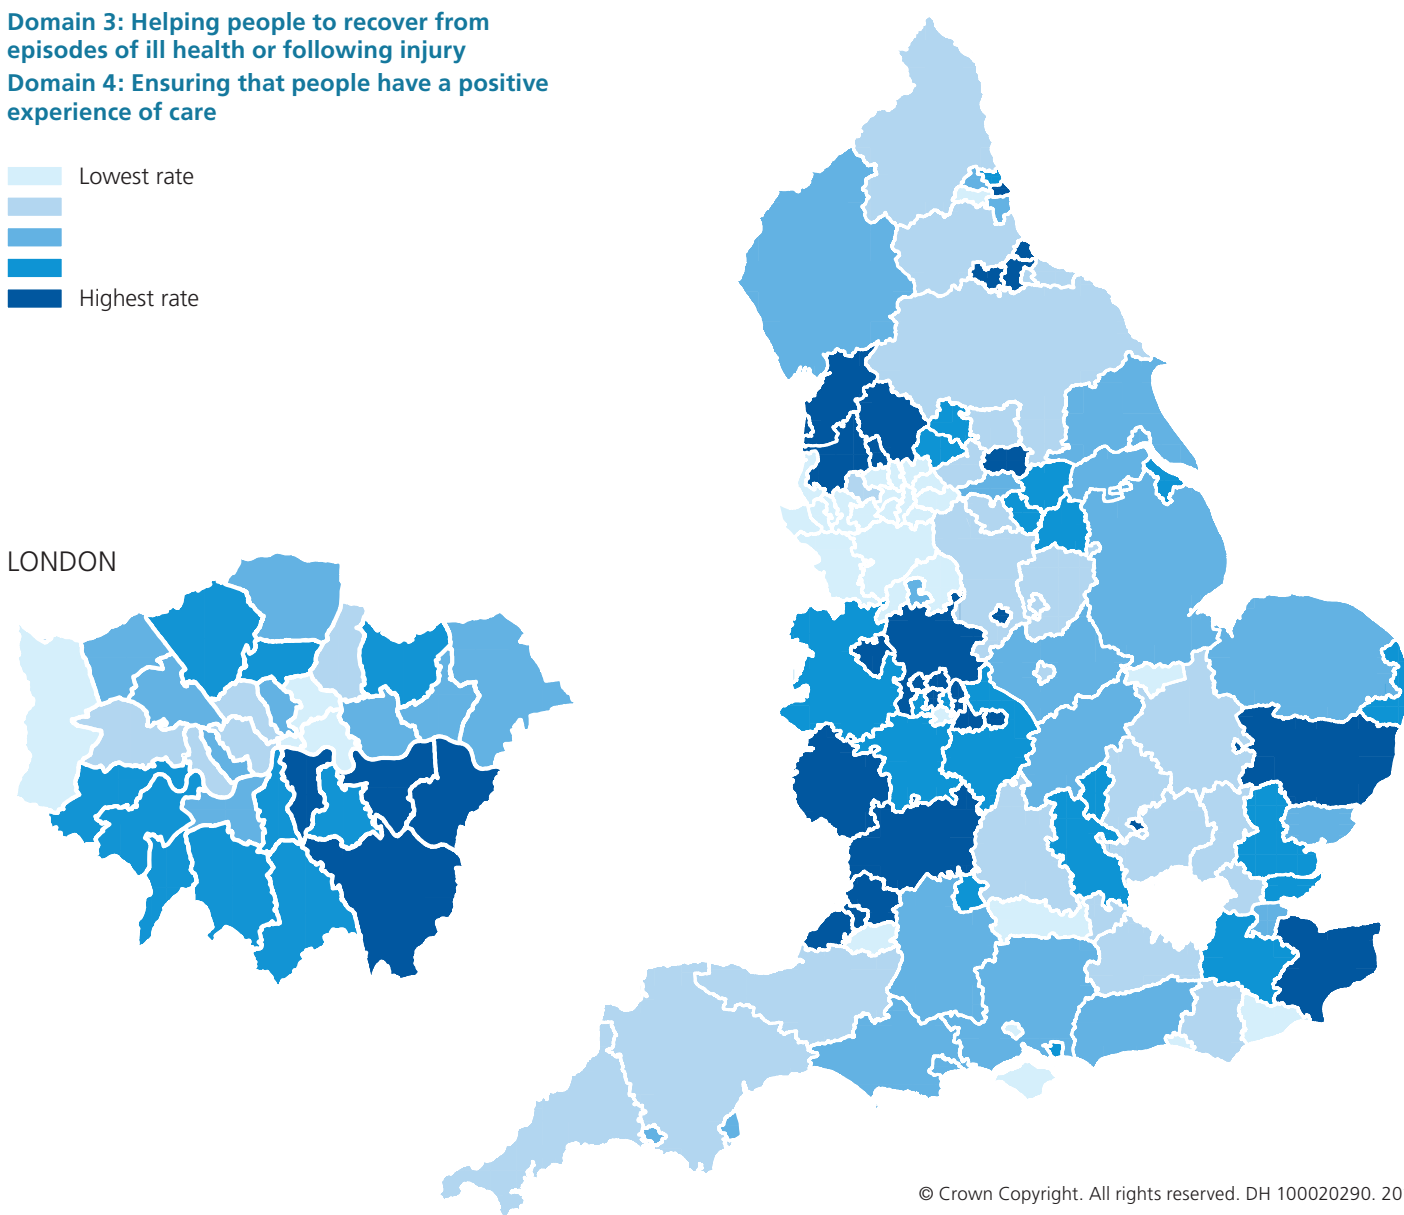 Domain 3: Helping people to recover from
episodes of ill health or following injury
Domain 4: Ensuring that people have a positive
experience of care
Lowest rate
Highest rate
LONDON
© Crown Copyright. All rights reserved. DH 100020290. 20